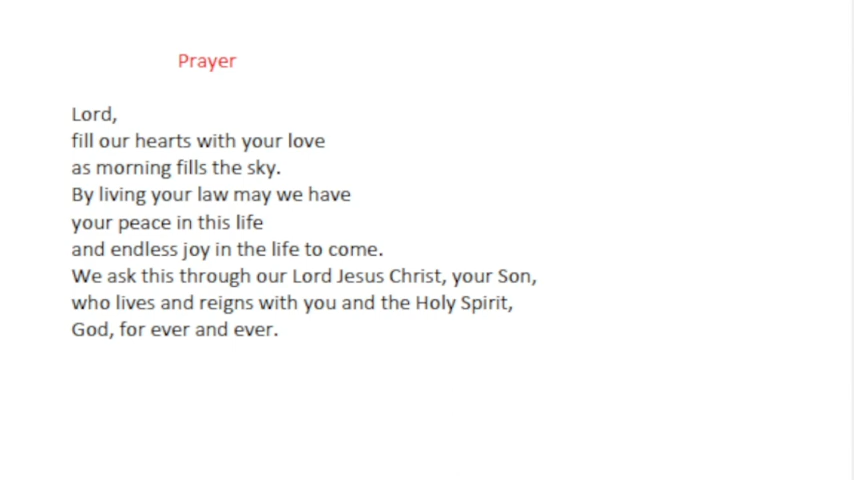 Prayer
Lord,
fill our hearts with your love
as morning fills the sky.
By living your law may we have
your peace in this life
and endless joy in the life to come.
We ask this through our Lord Jesus Christ, your Son,
who lives and reigns with you and the Holy Spirit,
God, for ever and ever.